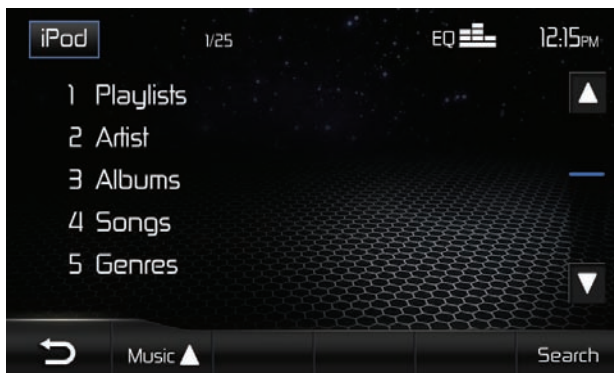 iPod 1/25 EQ 12:15PM
1 Playlists
2 Artist
3 Albums
4 Songs
5 Genres
Music Search